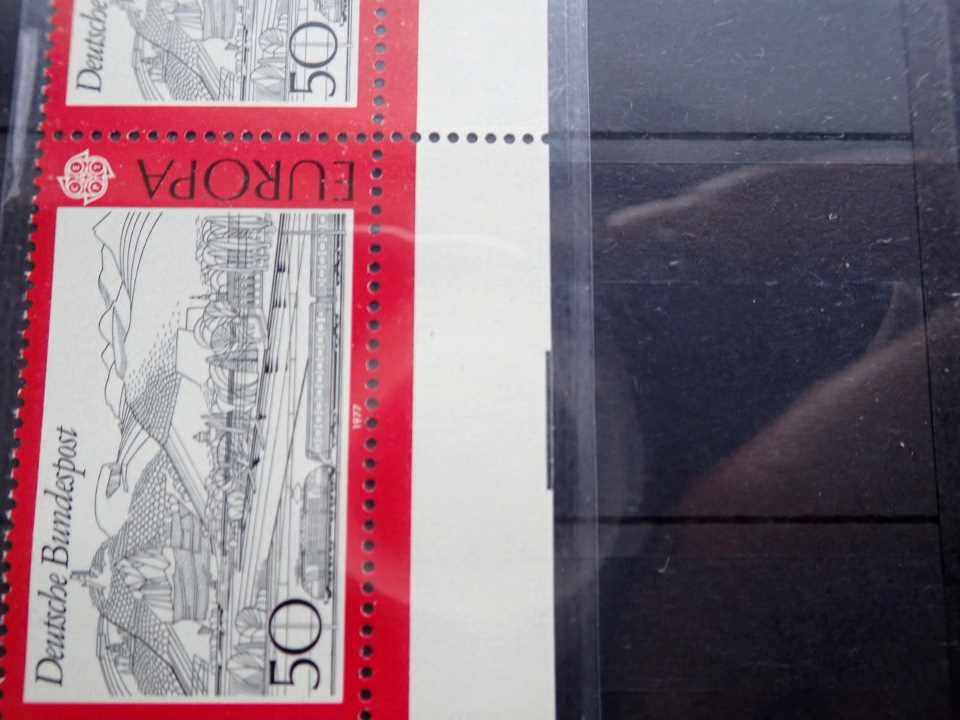 Deutsche
50
EUROPA
Deutsche Bundespost
50
1977